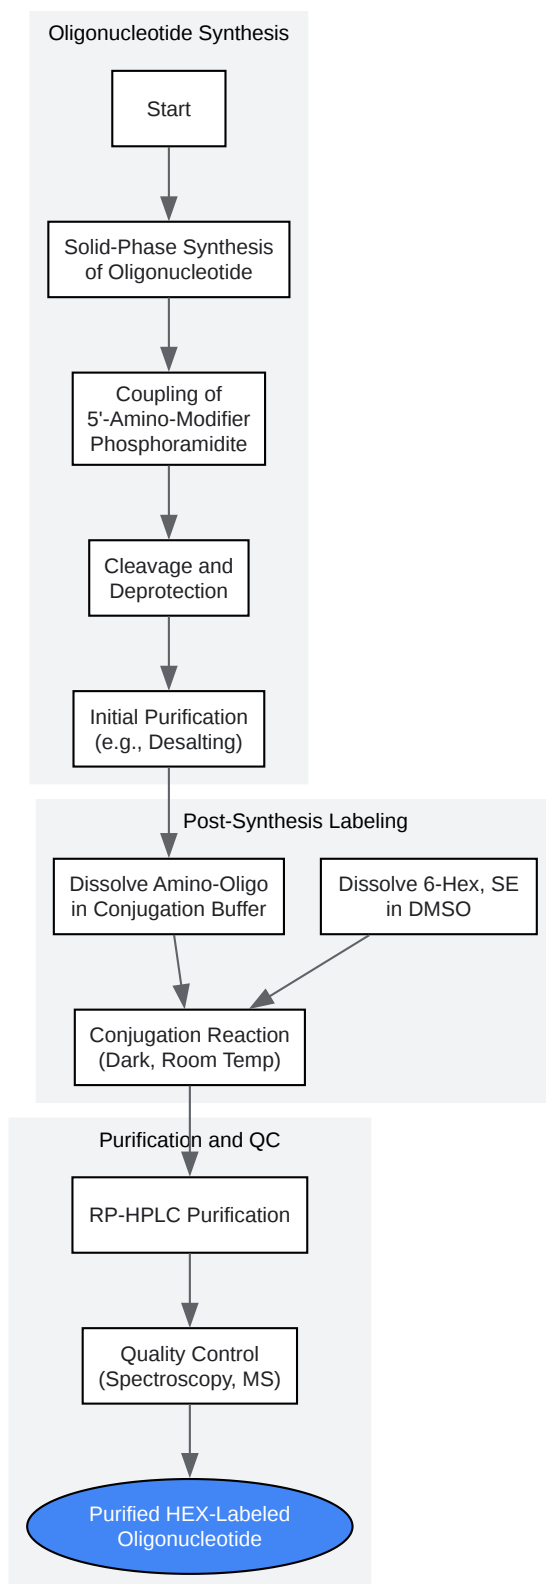 Oligonucleotide Synthesis
Start
Solid-Phase Synthesis
of Oligonucleotide
Coupling of
5'-Amino-Modifier
Phosphoramidite
Cleavage and
Deprotection
Initial Purification
(e.g., Desalting)
Post-Synthesis Labeling
Dissolve Amino-Oligo
in Conjugation Buffer
Dissolve 6-Hex, SE
in DMSO
Conjugation Reaction
(Dark, Room Temp)
Purification and QC
RP-HPLC Purification
Quality Control
(Spectroscopy, MS)
Purified HEX-Labeled
Oligonucleotide